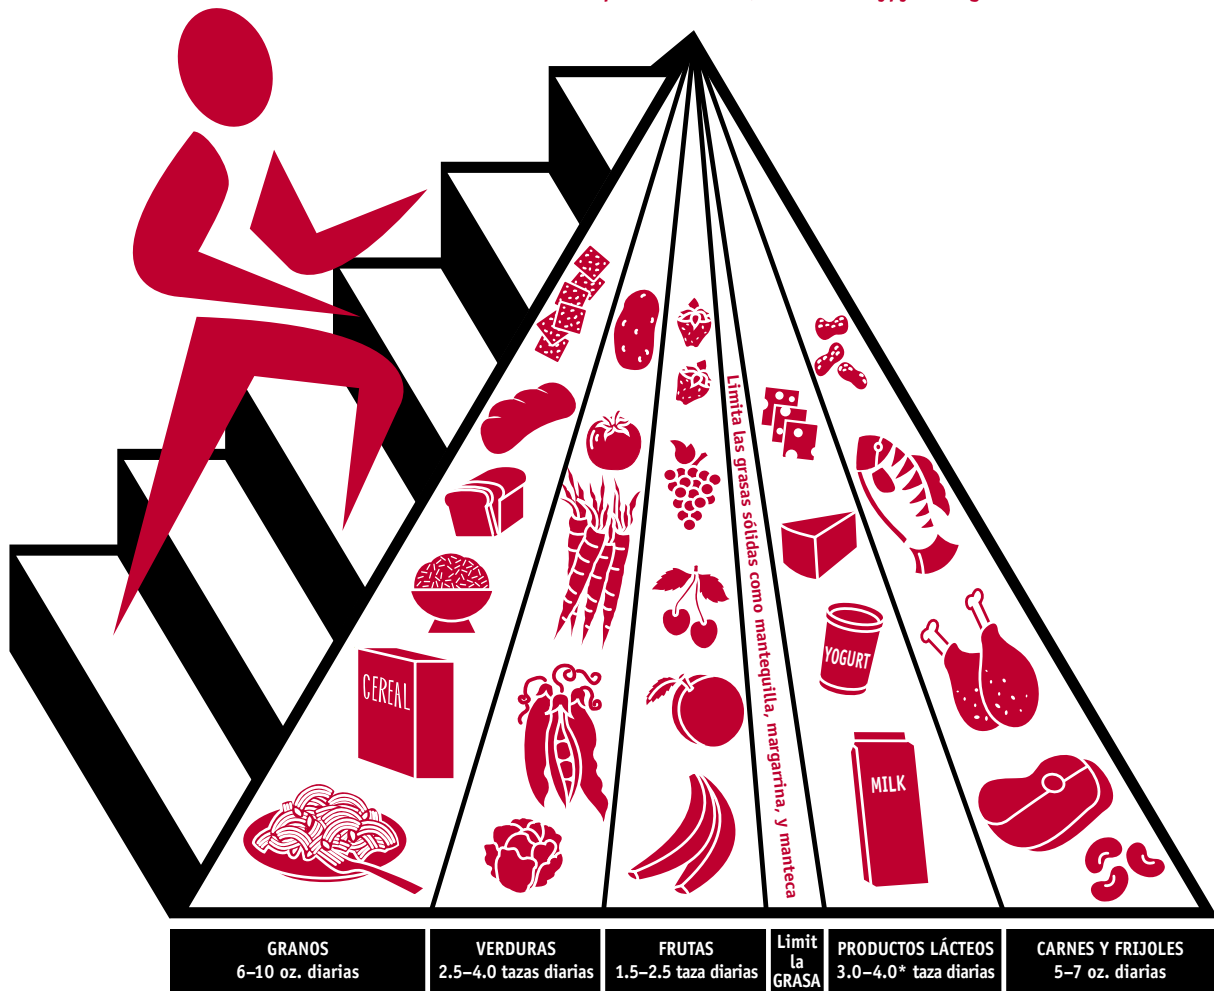 Limita las grasas sólidas como mantequilla, margarrina, y manteca
CEREAL
YOGURT
MILK
GRANOS
6–10 oz. diarias
VERDURAS
2.5–4.0 tazas diarias
FRUTAS
1.5–2.5 taza diarias
Limit
la
GRASA
PRODUCTOS LÁCTEOS
3.0–4.0* taza diarias
CARNES Y FRIJOLES
5–7 oz. diarias